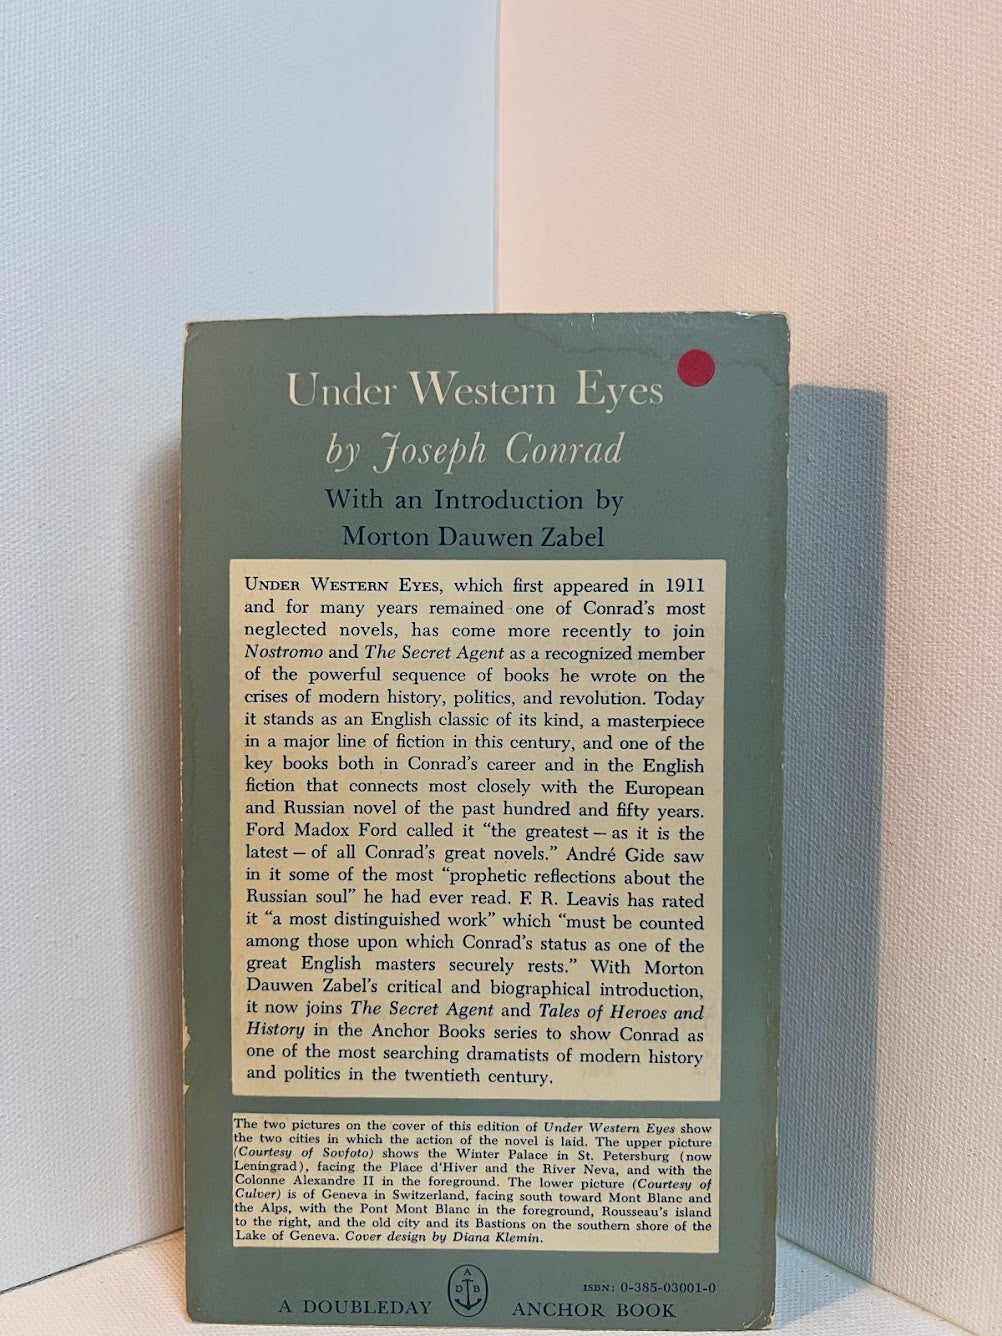 Under Western Eyes
by Joseph Conrad
With an Introduction by
Morton Dauwen Zabel
UNDER WESTERN EYES, which first appeared in 1911
and for many years remained one of Conrad's most
neglected novels, has come more recently to join
Nostromo and The Secret Agent as a recognized member
of the powerful sequence of books he wrote on the
crises of modern history, politics, and revolution. Today
it stands as an English classic of its kind, a masterpiece
in a major line of fiction in this century, and one of the
key books both in Conrad's career and in the English
fiction that connects most closely with the European
and Russian novel of the past hundred and fifty years.
Ford Madox Ford called it “the greatest – as it is the
latest – of all Conrad's great novels.” André Gide saw
in it some of the most “prophetic reflections about the
Russian soul” he had ever read. F. R. Leavis has rated
it “a most distinguished work” which “must be counted
among those upon which Conrad's status as one of the
great English masters securely rests.” With Morton
Dauwen Zabel's critical and biographical introduction,
it now joins The Secret Agent and Tales of Heroes and
History in the Anchor Books series to show Conrad as
one of the most searching dramatists of modern history
and politics in the twentieth century.
The two pictures on the cover of this edition of Under Western Eyes show
the two cities in which the action of the novel is laid. The upper picture
(Courtesy of Sovfoto) shows the Winter Palace in St. Petersburg (now
Leningrad), facing the Place d'Hiver and the River Neva, and with the
Colonne Alexandre II in the foreground. The lower picture (Courtesy of
Culver) is of Geneva in Switzerland, facing south toward Mont Blanc and
the Alps, with the Pont Mont Blanc in the foreground, Rousseau's island
to the right, and the old city and its Bastions on the southern shore of the
Lake of Geneva. Cover design by Diana Klemin.
ISBN: 0-385-03001-0
A
D B
A DOUBLEDAY ANCHOR BOOK